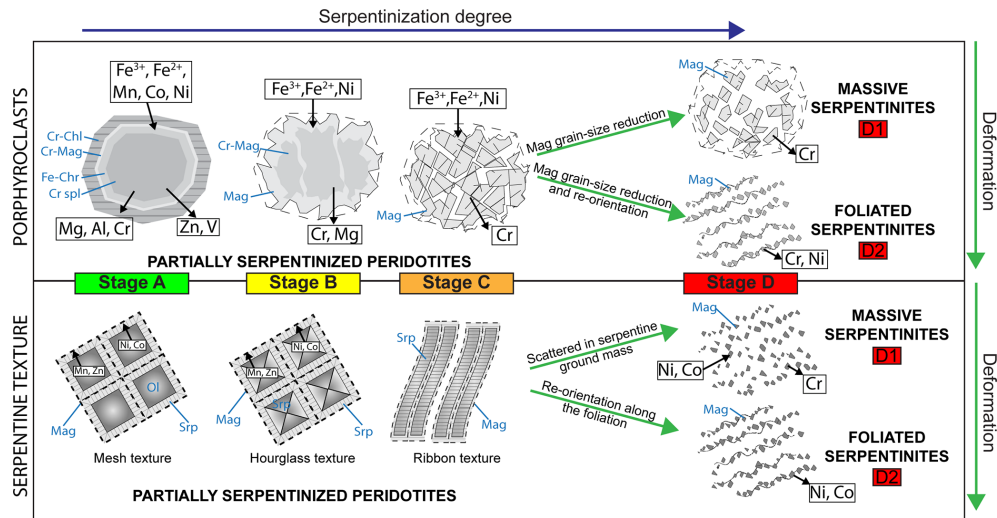 Serpentinization degree
PORPHYROCLASTS
Fe³⁺, Fe²⁺,
Mn, Co, Ni
Cr-Chl
Cr-Mag
Fe-Chr
Cr spl
Mg, Al, Cr
Zn, V
Fe³⁺,Fe²⁺,Ni
Cr-Mag
Mag
Cr, Mg
Fe³⁺,Fe²⁺,Ni
Mag
Cr
PARTIALLY SERPENTINIZED PERIDOTITES
Mag grain-size reduction
Mag grain-size reduction
and re-orientation
Mag
Cr
MASSIVE
SERPENTINITES
D1
Mag
Cr, Ni
FOLIATED
SERPENTINITES
D2
Deformation
Stage A
Stage B
Stage C
Stage D
SERPENTINE TEXTURE
Ni, Co
Mn, Zn
Ol
Mag
Srp
Mesh texture
Ni, Co
Mn, Zn
Srp
Mag
Srp
Hourglass texture
Srp
Mag
Ribbon texture
PARTIALLY SERPENTINIZED PERIDOTITES
Scattered in serpentine
ground mass
Re-orientation along
the foliation
Mag
Ni, Co
Cr
MASSIVE
SERPENTINITES
D1
Mag
Ni, Co
FOLIATED
SERPENTINITES
D2
Deformation